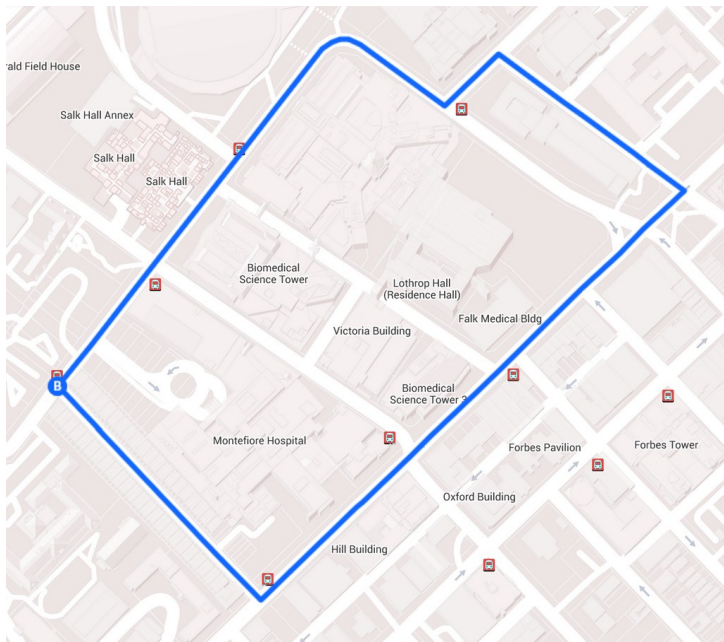 rald Field House
Salk Hall Annex
Salk Hall
Salk Hall
Biomedical
Science Tower
Lothrop Hall
(Residence Hall)
Falk Medical Bldg
Victoria Building
B
Biomedical
Science Tower 3
Montefiore Hospital
Forbes Pavilion
Forbes Tower
Oxford Building
Hill Building